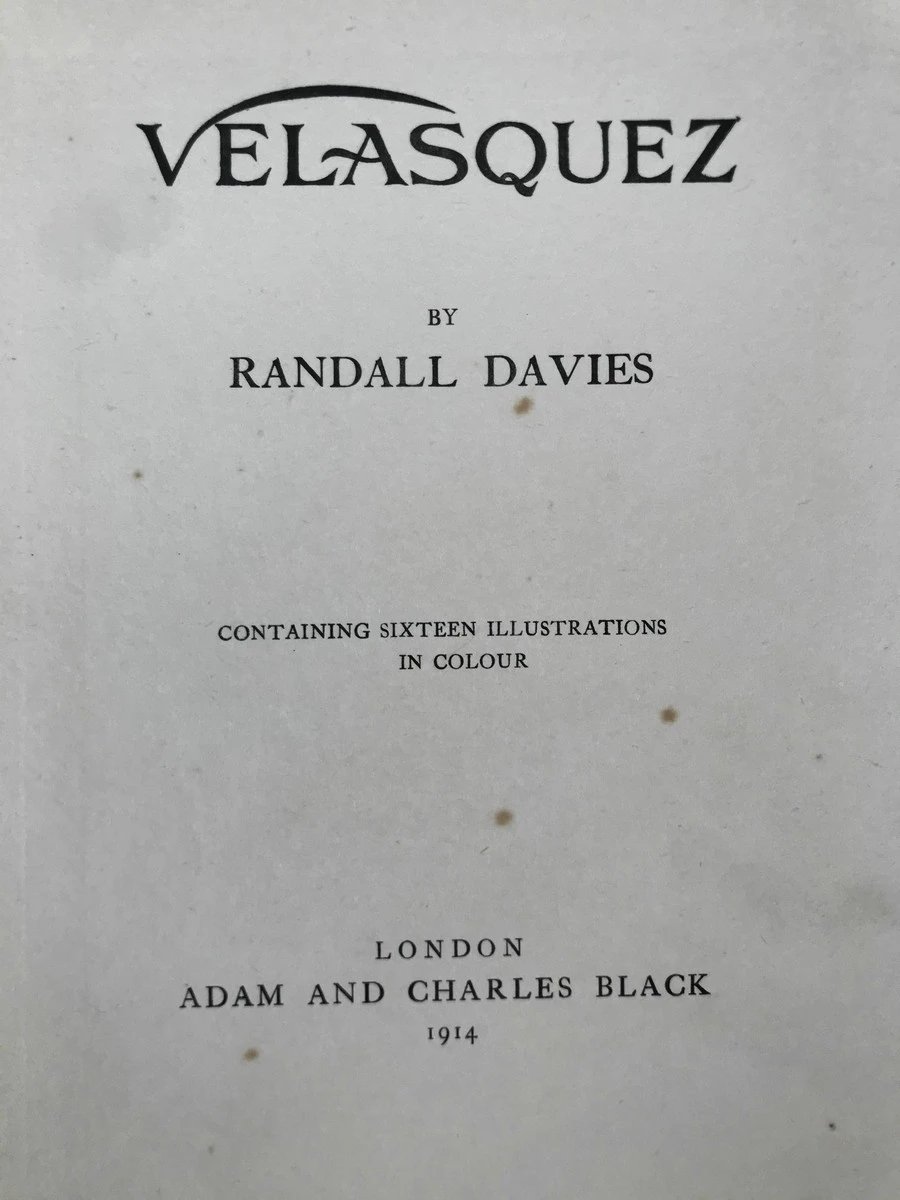 VELASQUEZ
BY
RANDALL DAVIES
CONTAINING SIXTEEN ILLUSTRATIONS
IN COLOUR
LONDON
ADAM AND CHARLES BLACK
1914